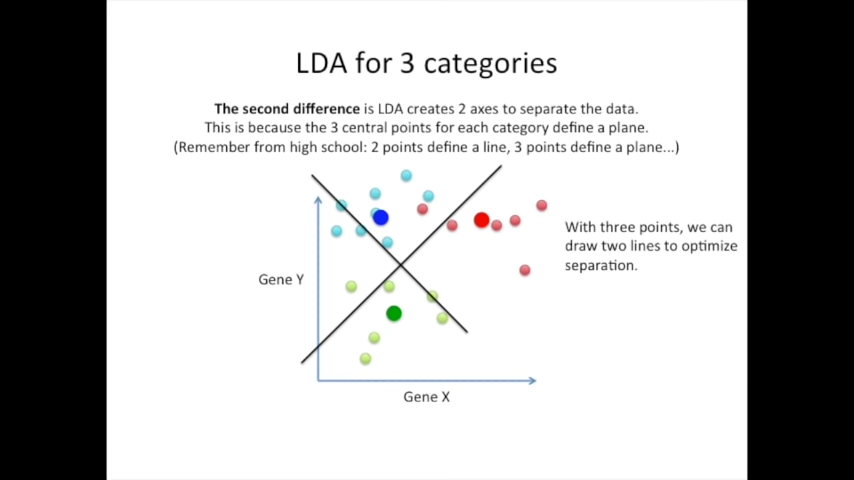 LDA for 3 categories
The second difference is LDA creates 2 axes to separate the data.
This is because the 3 central points for each category define a plane.
(Remember from high school: 2 points define a line, 3 points define a plane...)
With three points, we can
draw two lines to optimize
separation.
Gene Y
Gene X